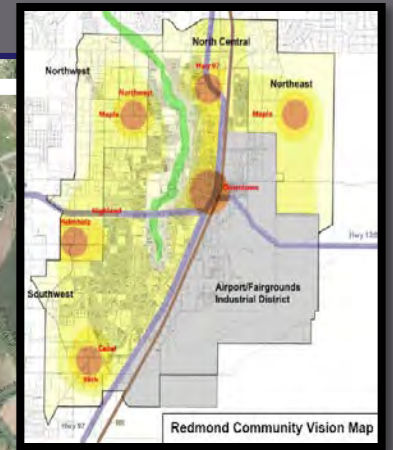 North Central
Northwest
Hwy 97
Northeast
Northwest
Maple
Maple
Downtown
Highland
Helmholz
Hwy 126
Southwest
Airport/Fairgrounds
Industrial District
Hwy 97
Redmond Community Vision Map